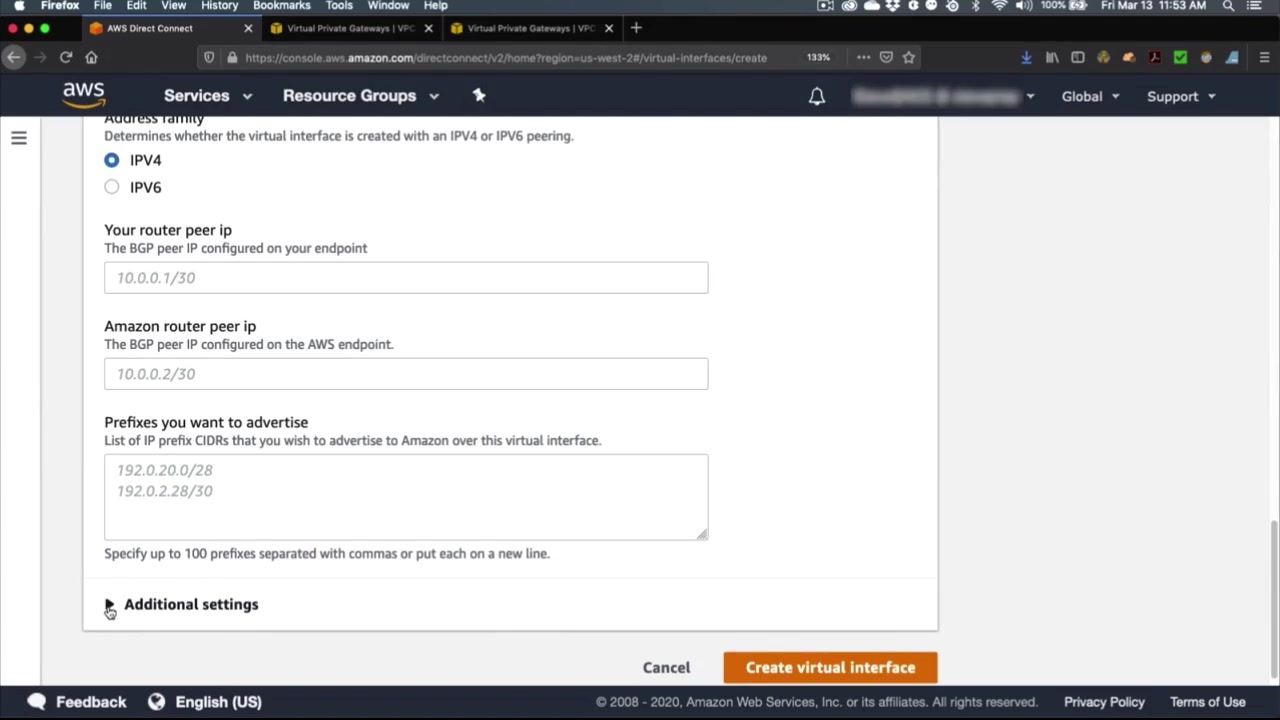 Firefox File Edit View History Bookmarks Tools Window Help 100% Fri Mar 13 11:53 AM
AWS Direct Connect Virtual Private Gateways | VPC Virtual Private Gateways | VPC
https://console.aws.amazon.com/directconnect/v2/home?region=us-west-2#/virtual-interfaces/create 133%
aws Services Resource Groups Global Support
Address family
Determines whether the virtual interface is created with an IPV4 or IPV6 peering.
IPV4
IPV6
Your router peer ip
The BGP peer IP configured on your endpoint
10.0.0.1/30
Amazon router peer ip
The BGP peer IP configured on the AWS endpoint.
10.0.0.2/30
Prefixes you want to advertise
List of IP prefix CIDRs that you wish to advertise to Amazon over this virtual interface.
192.0.20.0/28
192.0.2.28/30
Specify up to 100 prefixes separated with commas or put each on a new line.
Additional settings
Cancel Create virtual interface
Feedback English (US) © 2008 - 2020, Amazon Web Services, Inc. or its affiliates. All rights reserved. Privacy Policy Terms of Use